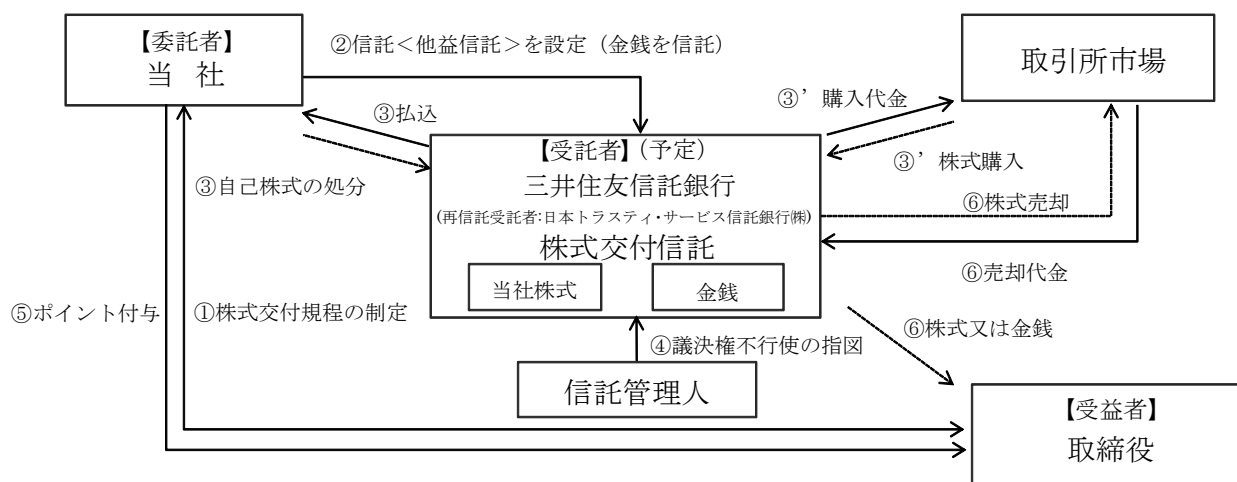 【委託者】
当 社
②信託＜他益信託＞を設定（金銭を信託）
取引所市場
③払込
③’購入代金
【受託者】（予定）
③’株式購入
三井住友信託銀行
③自己株式の処分
(再信託受託者:日本トラスティ・サービス信託銀行㈱)
⑥株式売却
株式交付信託
当社株式
金銭
⑥売却代金
⑤ポイント付与
①株式交付規程の制定
⑥株式又は金銭
④議決権不行使の指図
信託管理人
【受益者】
取締役